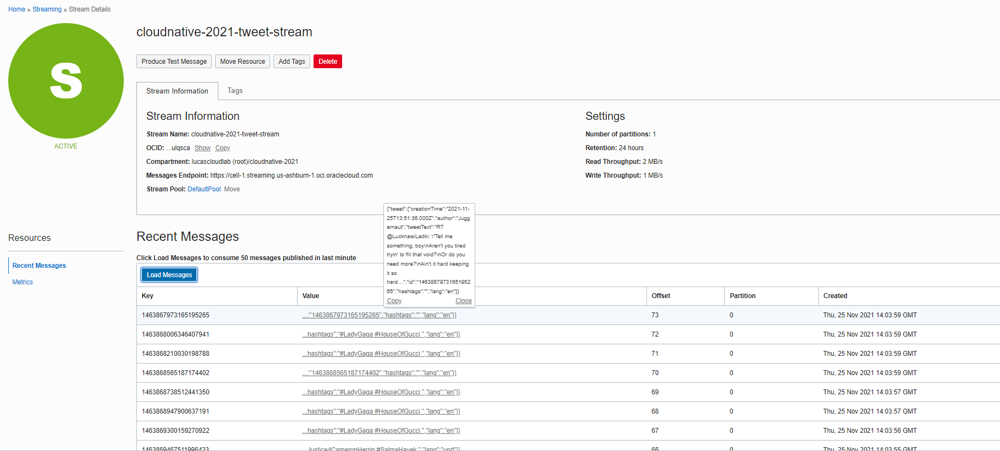 Home » Streaming » Stream Details
S
ACTIVE
cloudnative-2021-tweet-stream
Produce Test Message Move Resource Add Tags Delete
Stream Information Tags
Stream Information
Stream Name: cloudnative-2021-tweet-stream
OCID: ...ulqsca Show Copy
Compartment: lucascloudlab (root)/cloudnative-2021
Messages Endpoint: https://cell-1.streaming.us-ashburn-1.oci.oraclecloud.com
Stream Pool: DefaultPool Move
Settings
Number of partitions: 1
Retention: 24 hours
Read Throughput: 2 MB/s
Write Throughput: 1 MB/s
{"tweet":{"creationTime":"2021-11-
25T13:51:36.000Z","author":"Jugg
ernaut","tweetText":"RT
@LucknawiLadki: \"Tell me
something, boy\nAren't you tired
tryin' to fill that void?\nOr do you
need more?\nAin't it hard keeping
it so
hard…","id":"14638679731651952
65","hashtags":"","lang":"en"}}
Copy Close
Resources
Recent Messages
Metrics
Recent Messages
Click Load Messages to consume 50 messages published in last minute
Load Messages
Key Value Offset Partition Created
1463867973165195265 ...:"1463867973165195265","hashtags":"","lang":"en"}} 73 0 Thu, 25 Nov 2021 14:03:59 GMT
1463868006346407941 ...hashtags":"#LadyGaga #HouseOfGucci ","lang":"en"}} 72 0 Thu, 25 Nov 2021 14:03:59 GMT
1463868210030198788 ...hashtags":"#LadyGaga #HouseOfGucci ","lang":"en"}} 71 0 Thu, 25 Nov 2021 14:03:59 GMT
1463868565187174402 ...:"1463868565187174402","hashtags":"","lang":"en"}} 70 0 Thu, 25 Nov 2021 14:03:59 GMT
1463868738512441350 ...hashtags":"#LadyGaga #HouseOfGucci ","lang":"en"}} 69 0 Thu, 25 Nov 2021 14:03:57 GMT
1463868947900637191 ...hashtags":"#LadyGaga #HouseOfGucci ","lang":"en"}} 68 0 Thu, 25 Nov 2021 14:03:57 GMT
1463869300159270922 ...hashtags":"#LadyGaga #HouseOfGucci ","lang":"en"}} 67 0 Thu, 25 Nov 2021 14:03:56 GMT
1463869467511996423 ...Justice4CameronHerrin #SalmaHayek ","lang":"und"}} 66 0 Thu, 25 Nov 2021 14:03:55 GMT